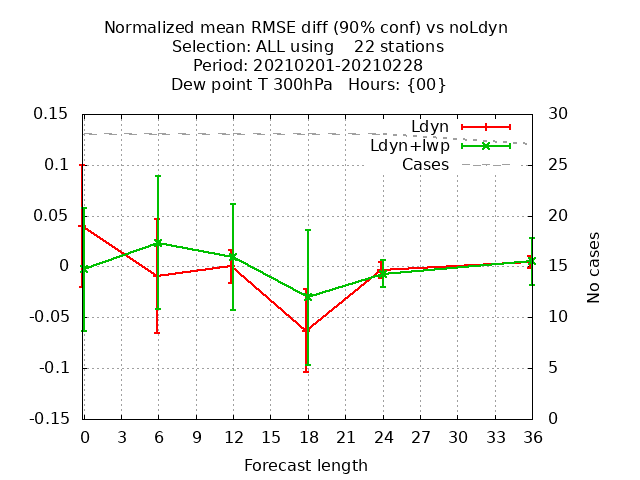 Normalized mean RMSE diff (90% conf) vs noLdyn
Selection: ALL using    22 stations
Period: 20210201-20210228
Dew point T 300hPa   Hours: {00}
Ldyn
Ldyn+lwp
Cases
0.15
0.1
0.05
0
-0.05
-0.1
-0.15
30
25
20
15
10
5
0
No cases
0 3 6 9 12 15 18 21 24 27 30 33 36
Forecast length